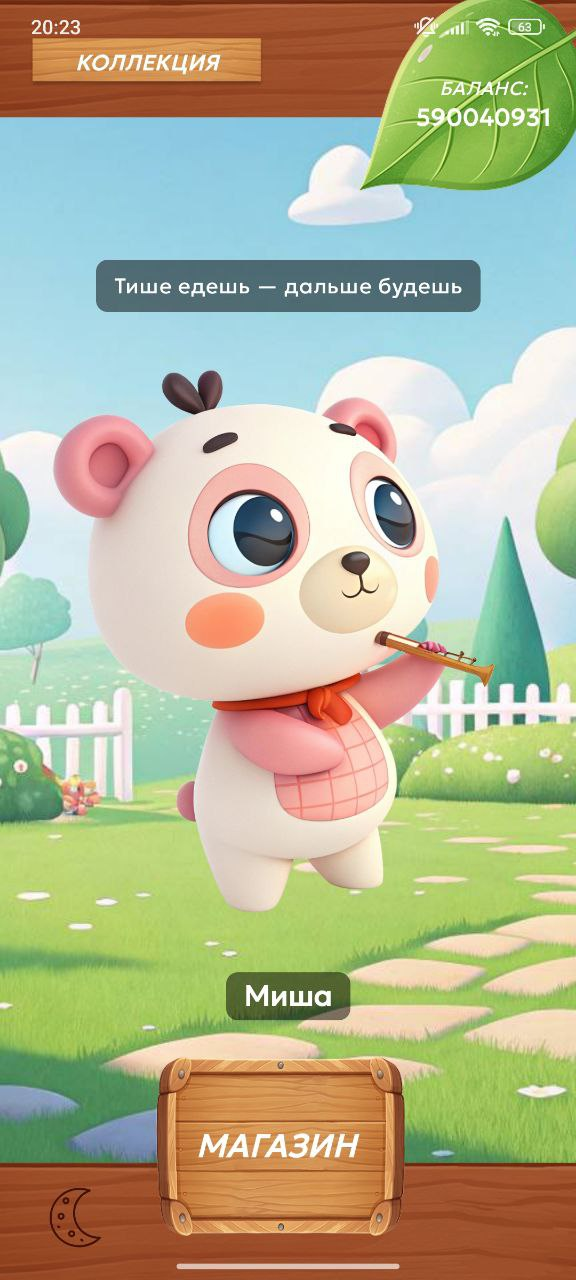 20:23
63
КОЛЛЕКЦИЯ
БАЛАНС:
590040931
Тише едешь — дальше будешь
Миша
МАГАЗИН